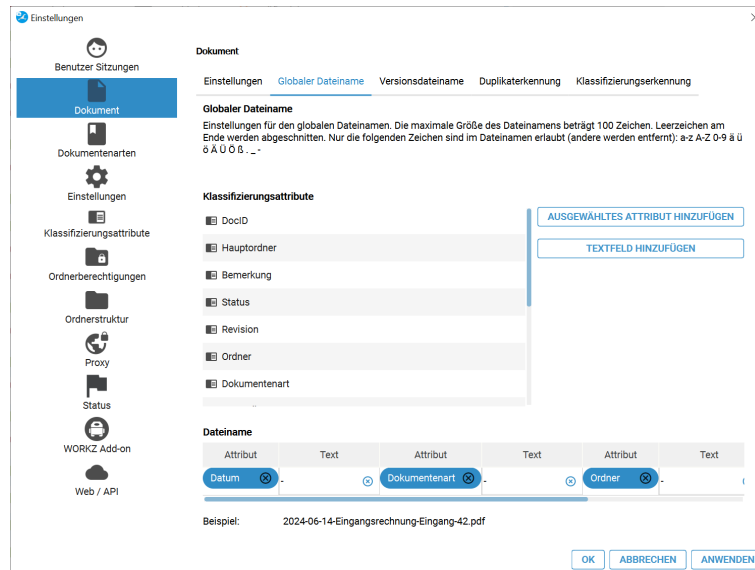 Einstellungen
Benutzer Sitzungen
Dokument
Dokumentenarten
Einstellungen
Klassifizierungsattribute
Ordnerberechtigungen
Ordnerstruktur
Proxy
Status
WORKZ Add-on
Web / API
Dokument
Einstellungen Globaler Dateiname Versionsdateiname Duplikaterkennung Klassifizierungserkennung
Globaler Dateiname
Einstellungen für den globalen Dateinamen. Die maximale Größe des Dateinamens beträgt 100 Zeichen. Leerzeichen am
Ende werden abgeschnitten. Nur die folgenden Zeichen sind im Dateinamen erlaubt (andere werden entfernt): a-z A-Z 0-9 ä ü
ö Ä Ü Ö ß . _ -
Klassifizierungsattribute
DocID
Hauptordner
Bemerkung
Status
Revision
Ordner
Dokumentenart
AUSGEWÄHLTES ATTRIBUT HINZUFÜGEN
TEXTFELD HINZUFÜGEN
Dateiname
Attribut Text Attribut Text Attribut Text
Datum - Dokumentenart - Ordner -
Beispiel: 2024-06-14-Eingangsrechnung-Eingang-42.pdf
OK ABBRECHEN ANWENDEN